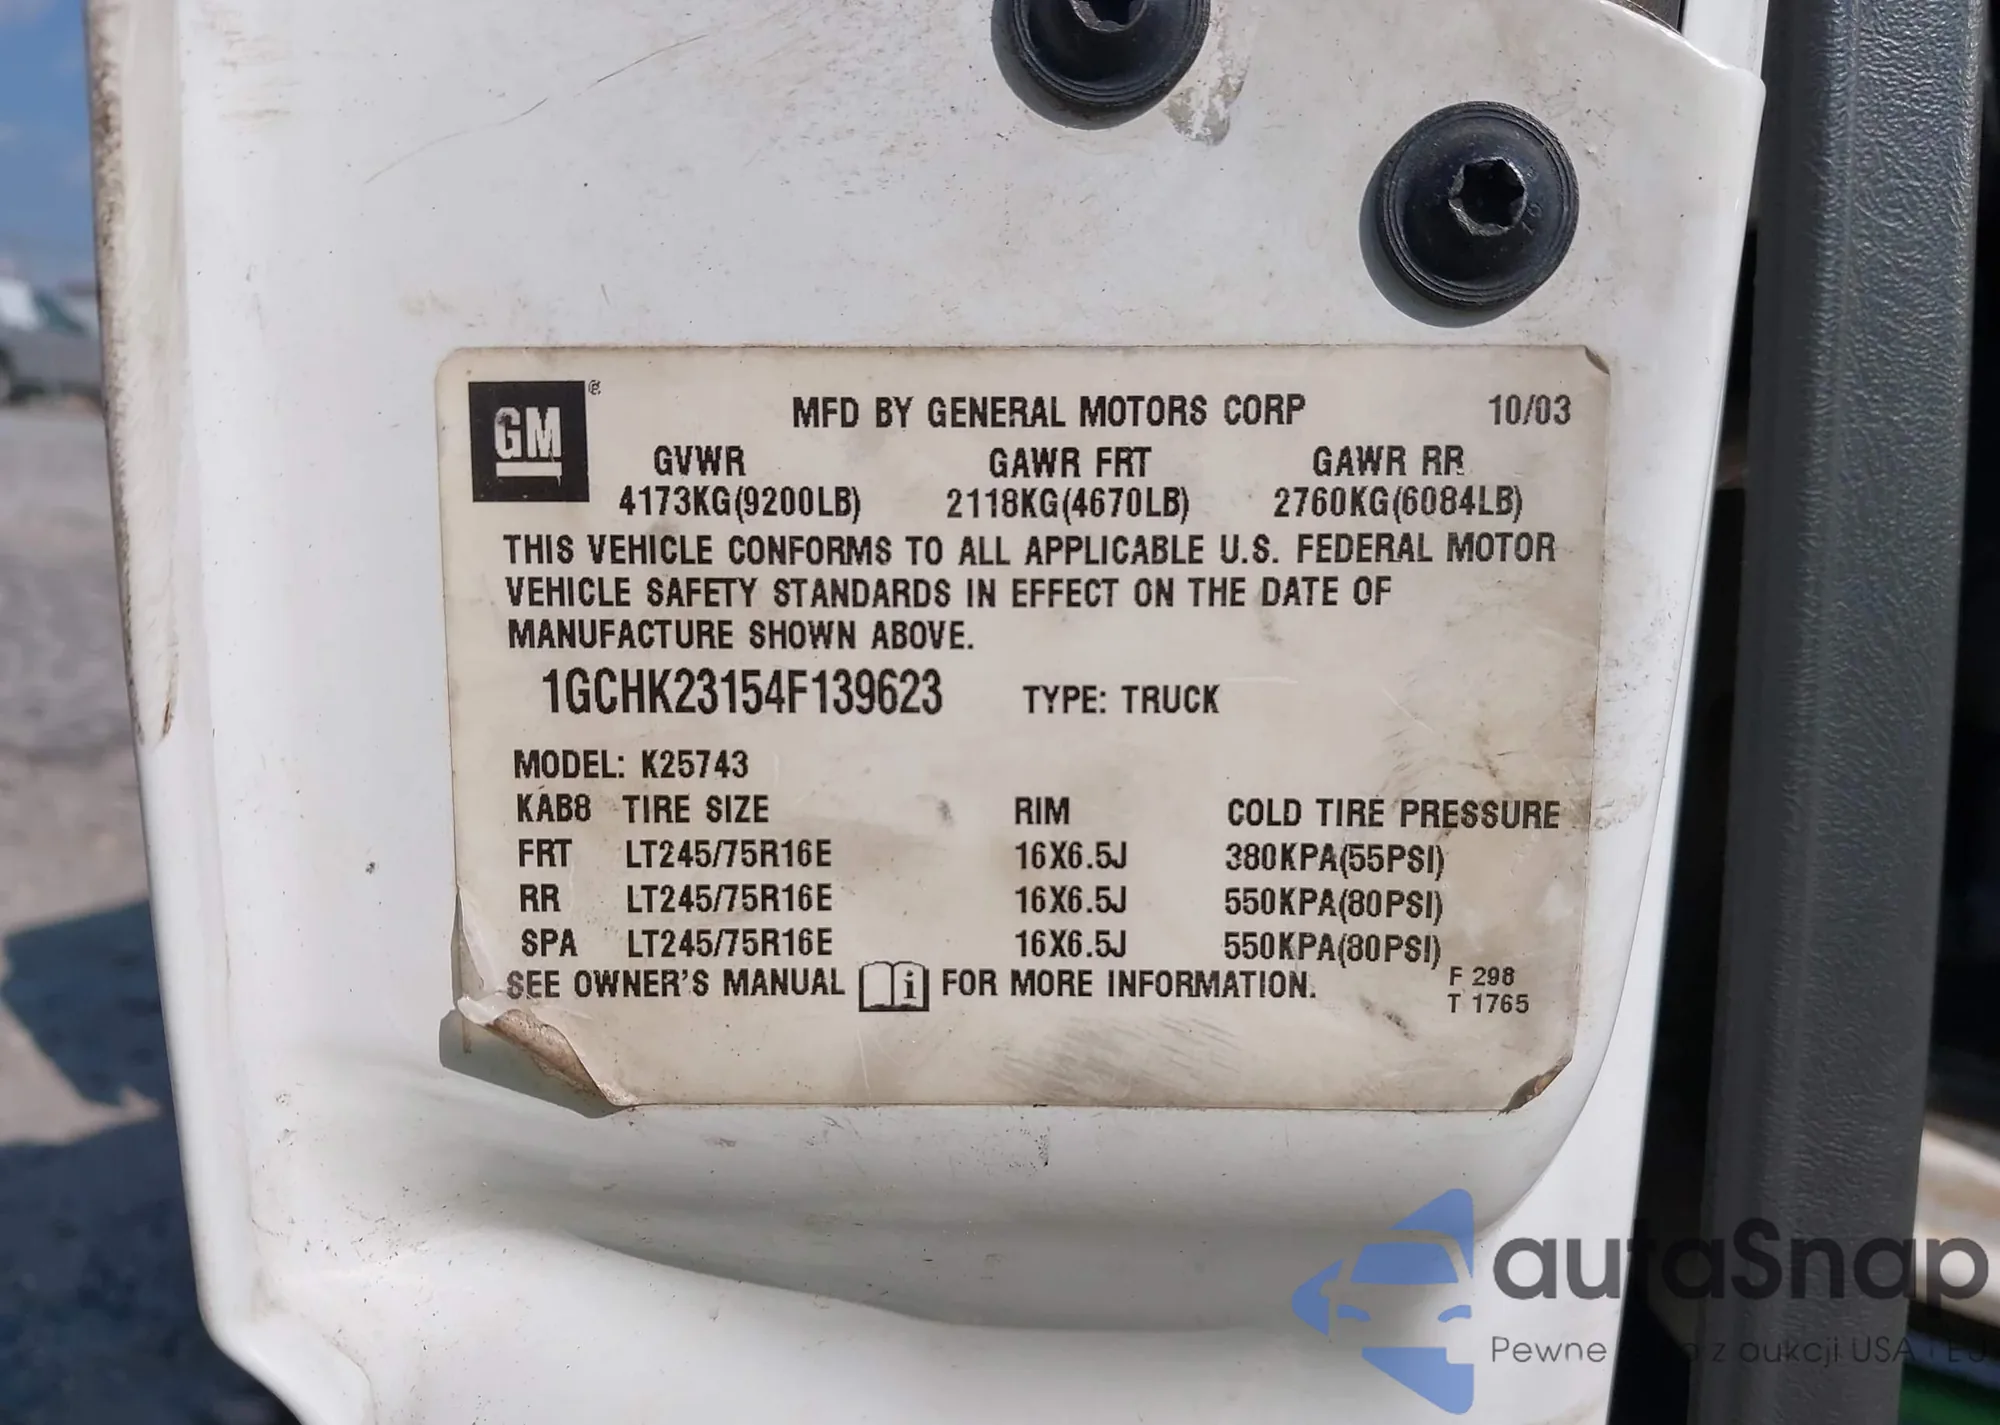 GM ®
MFD BY GENERAL MOTORS CORP 10/03
GVWR GAWR FRT GAWR RR
4173KG(9200LB) 2118KG(4670LB) 2760KG(6084LB)
THIS VEHICLE CONFORMS TO ALL APPLICABLE U.S. FEDERAL MOTOR
VEHICLE SAFETY STANDARDS IN EFFECT ON THE DATE OF
MANUFACTURE SHOWN ABOVE.
1GCHK23154F139623 TYPE: TRUCK
MODEL: K25743
KAB8 TIRE SIZE RIM COLD TIRE PRESSURE
FRT LT245/75R16E 16X6.5J 380KPA(55PSI)
RR LT245/75R16E 16X6.5J 550KPA(80PSI)
SPA LT245/75R16E 16X6.5J 550KPA(80PSI)
SEE OWNER'S MANUAL i FOR MORE INFORMATION.
F 298
T 1765
autaSnap
Pewne z aukcji USA